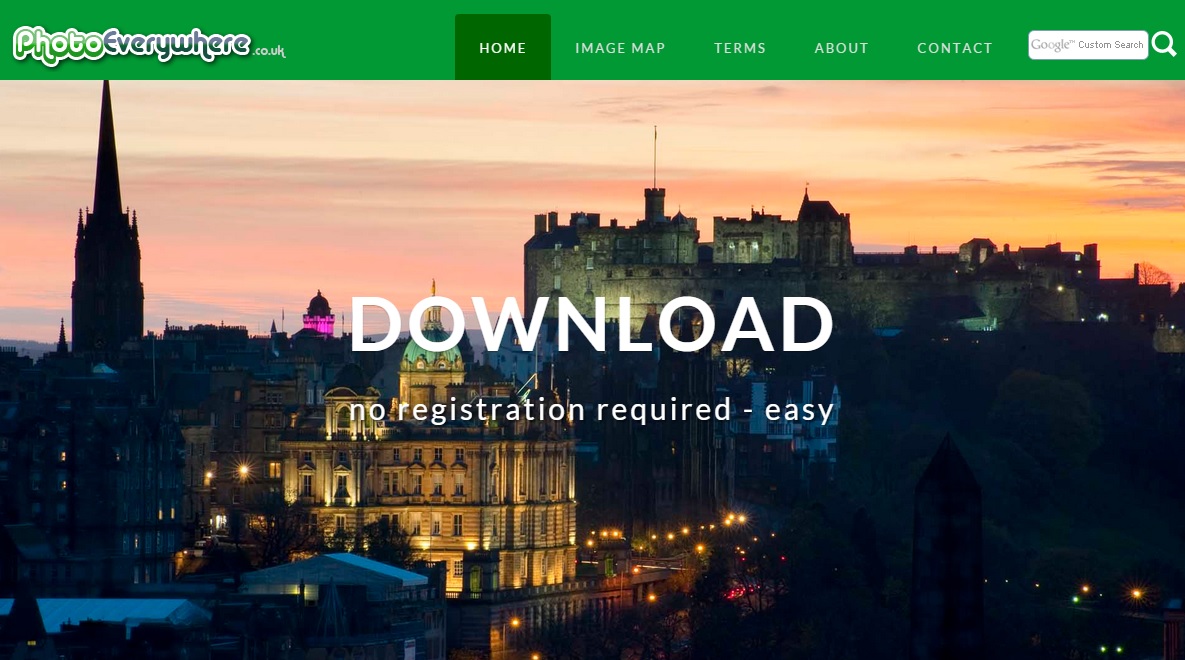 PhotoEverywhere.co.uk
HOME
IMAGE MAP
TERMS
ABOUT
CONTACT
Google™ Custom Search
DOWNLOAD
no registration required - easy